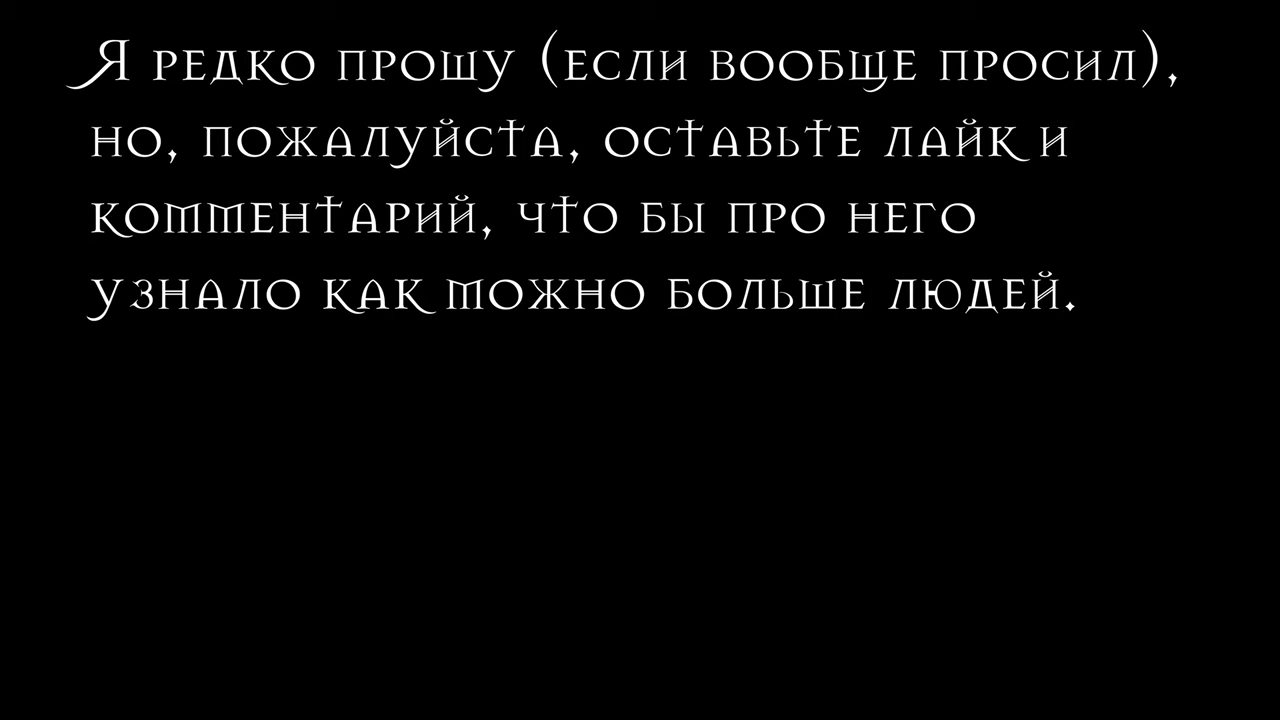 Я редко прошу (если вообще просил),
но, пожалуйста, оставьте лайк и
комментарий, что бы про него
узнало как можно больше людей.